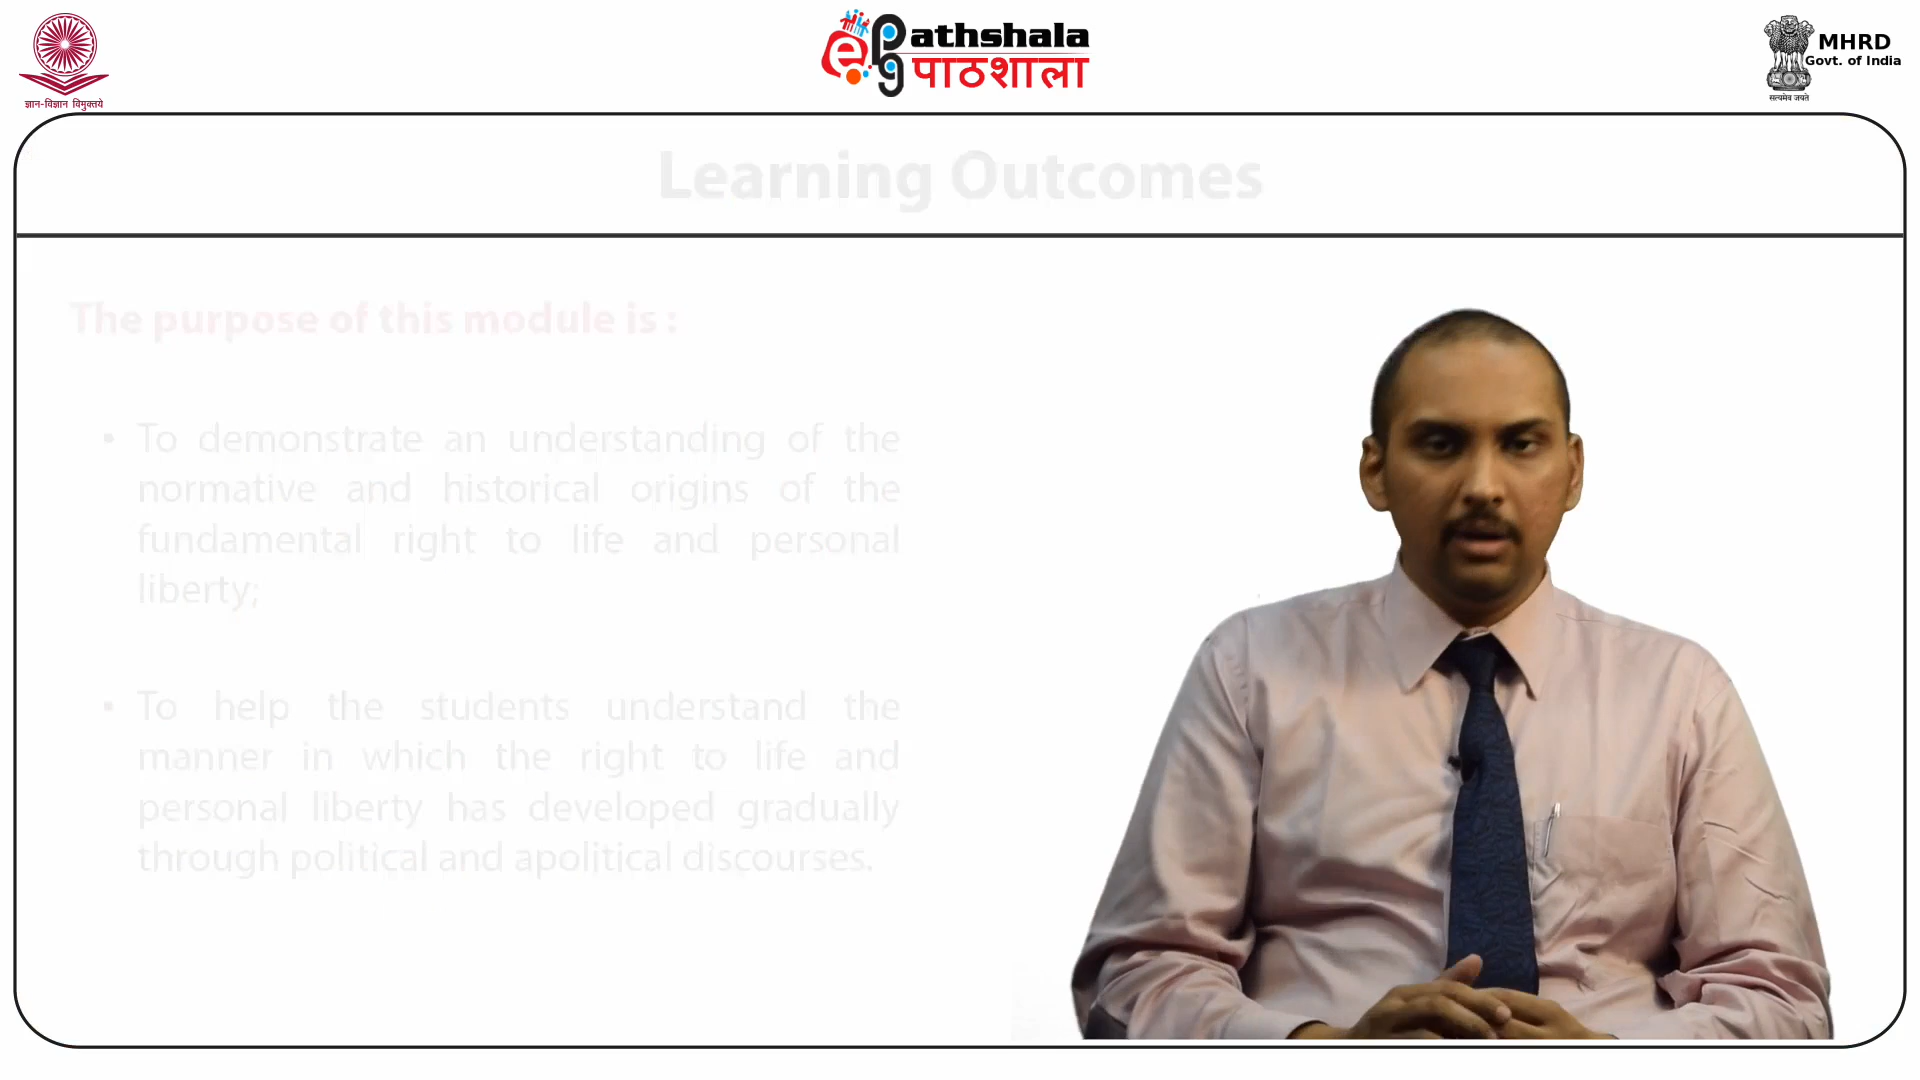 ज्ञान-विज्ञान विमुक्तये
ePathshala
पाठशाला
MHRD
Govt. of India
सत्यमेव जयते
Learning Outcomes
The purpose of this module is :
• To demonstrate an understanding of the
normative and historical origins of the
fundamental right to life and personal
liberty;
• To help the students understand the
manner in which the right to life and
personal liberty has developed gradually
through political and apolitical discourses.